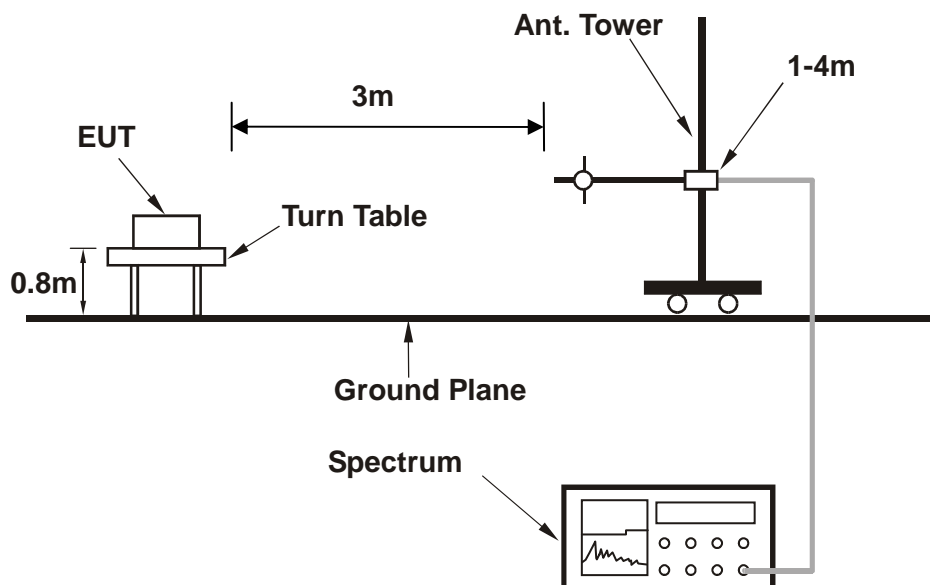 Ant. Tower
1-4m
3m
EUT
Turn Table
0.8m
Ground Plane
Spectrum